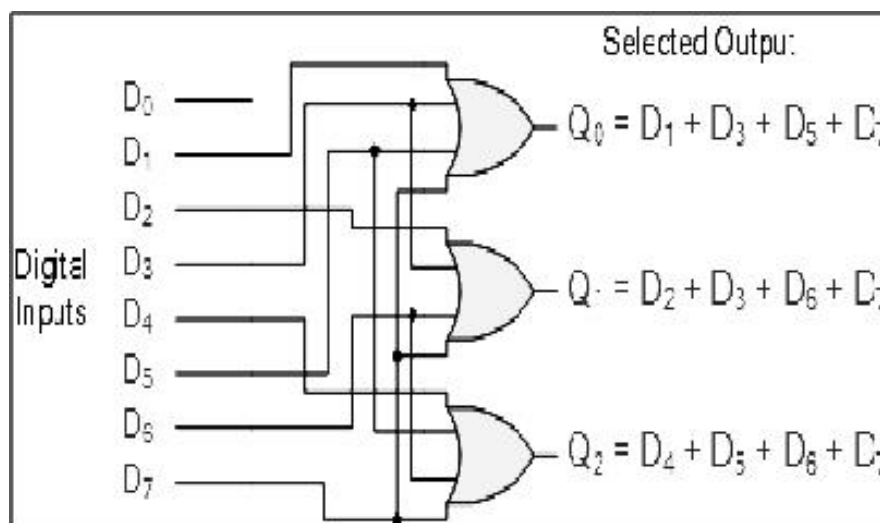 Selected Output
D₀
D₁
D₂
Digital
Inputs
D₃
D₄
D₅
D₆
D₇
Q₀ = D₁ + D₃ + D₅ + D
Q = D₂ + D₃ + D₆ + D
Q₂ = D₄ + D₅ + D₆ + D